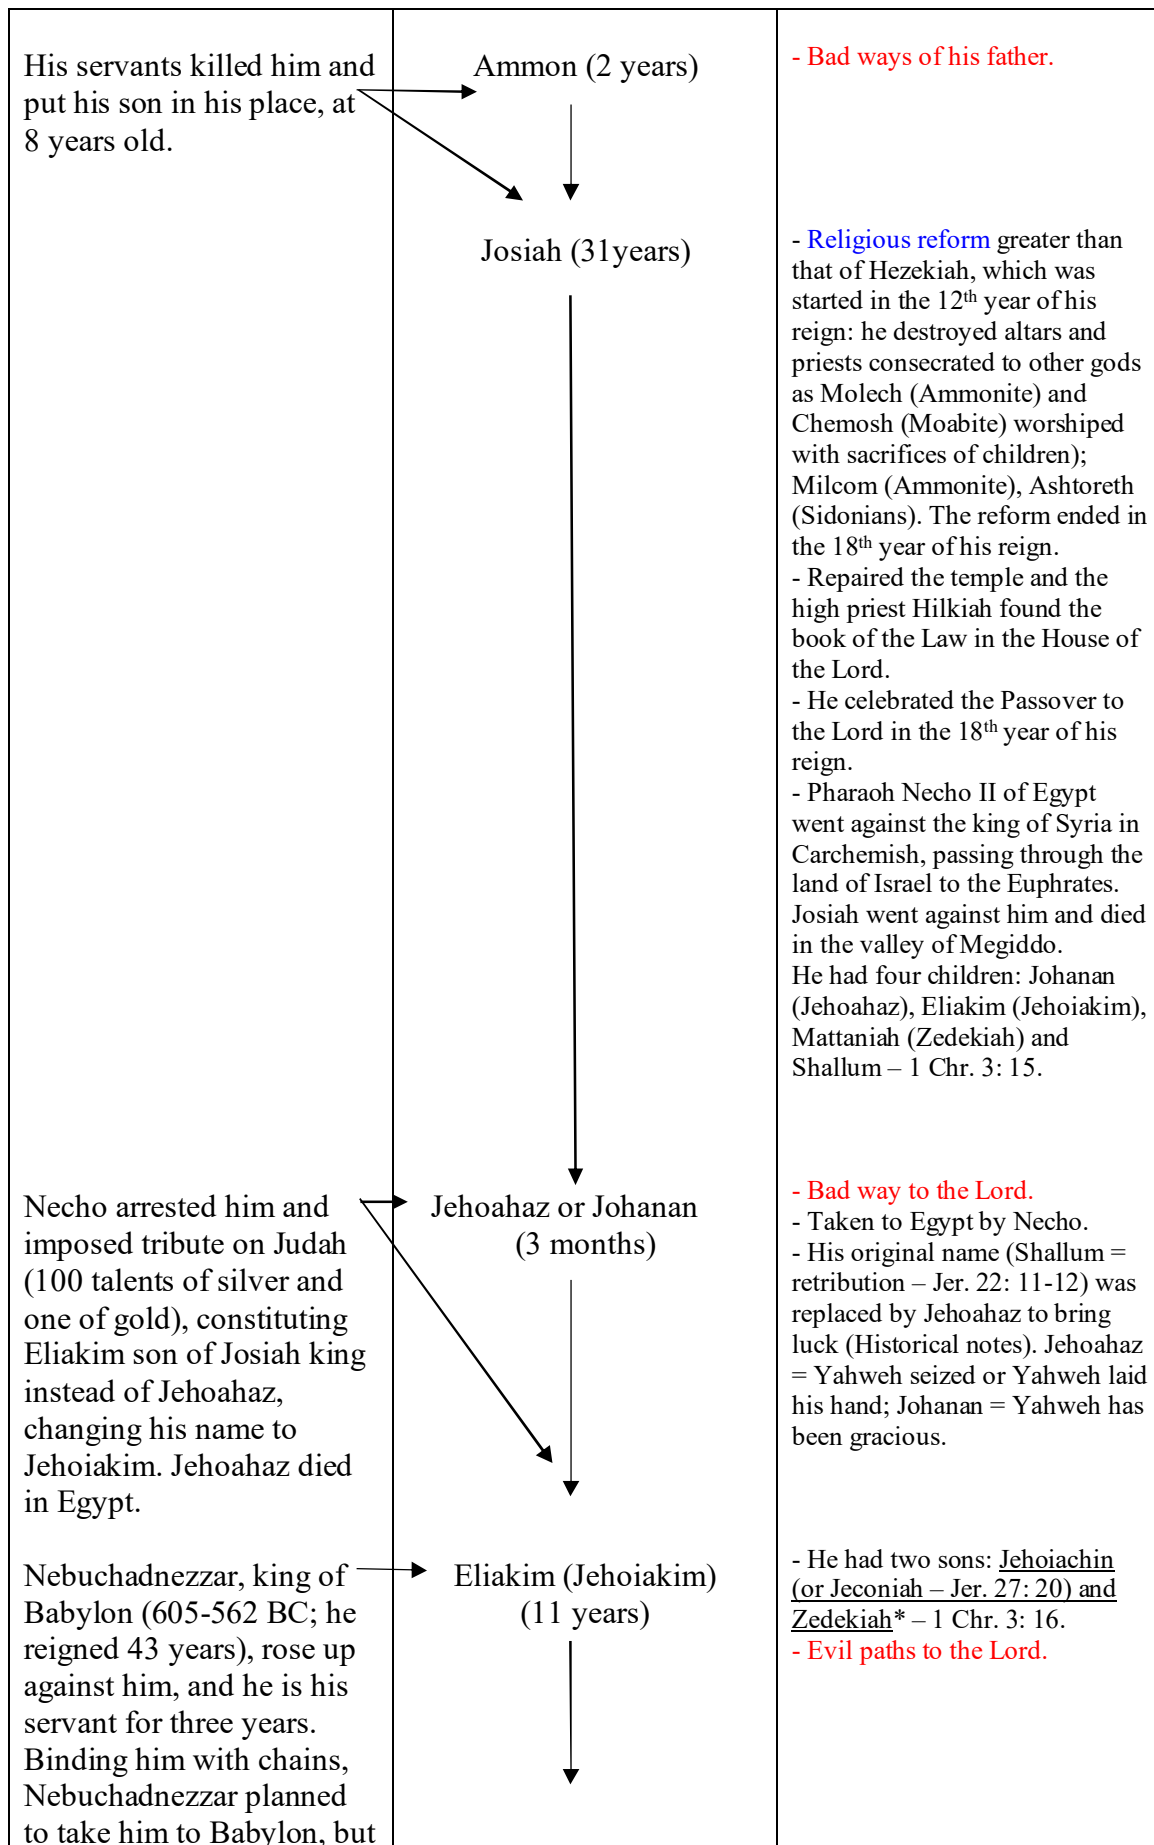 His servants killed him and
put his son in his place, at
8 years old.
Ammon (2 years)
- Bad ways of his father.
Josiah (31years)
- Religious reform greater than
that of Hezekiah, which was
started in the 12th year of his
reign: he destroyed altars and
priests consecrated to other gods
as Molech (Ammonite) and
Chemosh (Moabite) worshiped
with sacrifices of children);
Milcom (Ammonite), Ashtoreth
(Sidonians). The reform ended in
the 18th year of his reign.
- Repaired the temple and the
high priest Hilkiah found the
book of the Law in the House of
the Lord.
- He celebrated the Passover to
the Lord in the 18th year of his
reign.
- Pharaoh Necho II of Egypt
went against the king of Syria in
Carchemish, passing through the
land of Israel to the Euphrates.
Josiah went against him and died
in the valley of Megiddo.
He had four children: Johanan
(Jehoahaz), Eliakim (Jehoiakim),
Mattaniah (Zedekiah) and
Shallum – 1 Chr. 3: 15.
Necho arrested him and
imposed tribute on Judah
(100 talents of silver and
one of gold), constituting
Eliakim son of Josiah king
instead of Jehoahaz,
changing his name to
Jehoiakim. Jehoahaz died
in Egypt.
Jehoahaz or Johanan
(3 months)
- Bad way to the Lord.
- Taken to Egypt by Necho.
- His original name (Shallum =
retribution – Jer. 22: 11-12) was
replaced by Jehoahaz to bring
luck (Historical notes). Jehoahaz
= Yahweh seized or Yahweh laid
his hand; Johanan = Yahweh has
been gracious.
Nebuchadnezzar, king of
Babylon (605-562 BC; he
reigned 43 years), rose up
against him, and he is his
servant for three years.
Binding him with chains,
Nebuchadnezzar planned
to take him to Babylon, but
Eliakim (Jehoiakim)
(11 years)
- He had two sons: Jehoiachin
(or Jeconiah – Jer. 27: 20) and
Zedekiah* – 1 Chr. 3: 16.
- Evil paths to the Lord.